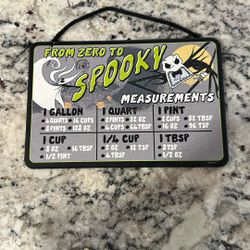 FROM ZERO TO
SPOOKY
MEASUREMENTS
1 GALLON
4 QUARTS 16 CUPS
8 PINTS 128 OZ
1 QUART
2 PINTS 32 OZ
4 CUPS 64 TBSP
1 PINT
2 CUPS 32 TBSP
16 OZ 96 TSP
1 CUP
8 OZ 16 TBSP
1/2 PINT
1/4 CUP
2 OZ 12 TSP
4 TBSP
1 TBSP
3 TSP
1/2 OZ